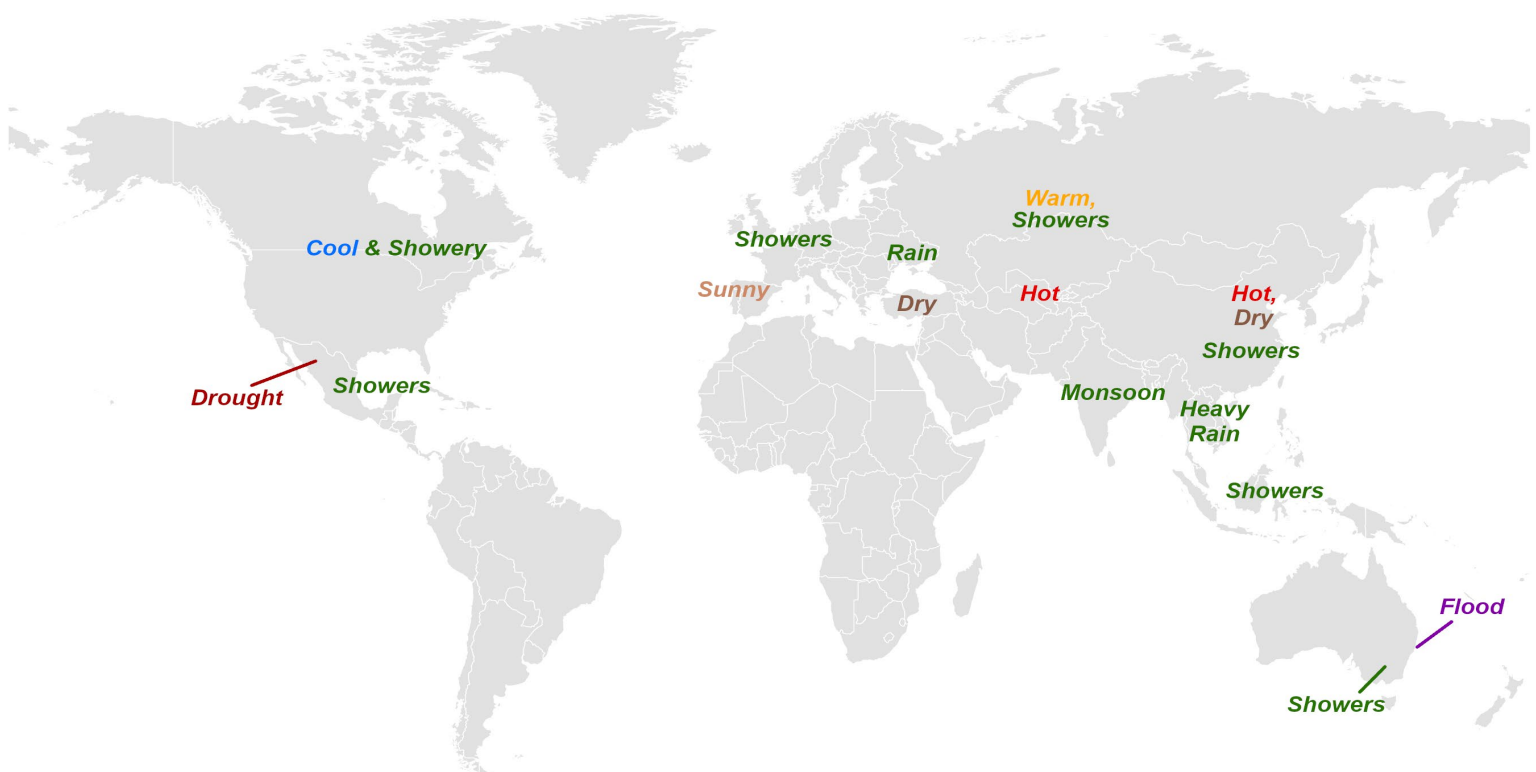 Warm,
Showers
Showers
Cool & Showery
Rain
Sunny
Hot
Hot,
Dry
Dry
Showers
Drought
Showers
Monsoon
Heavy
Rain
Showers
Flood
Showers